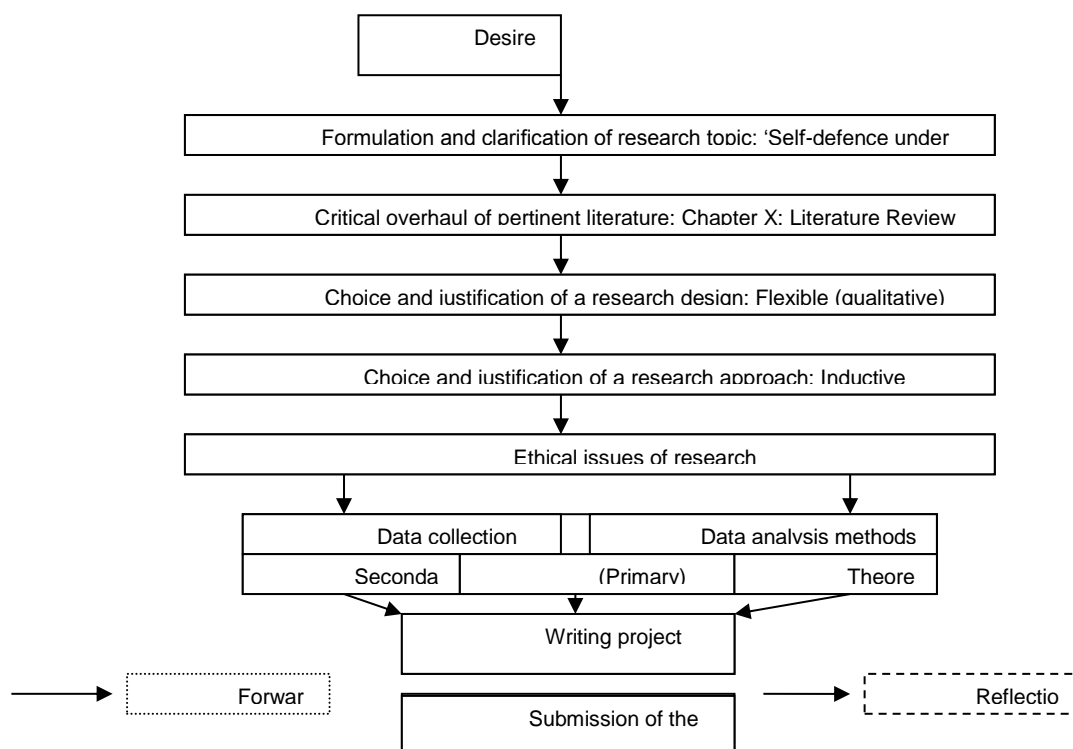 Desire
Formulation and clarification of research topic: ‘Self-defence under
Critical overhaul of pertinent literature: Chapter X: Literature Review
Choice and justification of a research design: Flexible (qualitative)
Choice and justification of a research approach: Inductive
Ethical issues of research
Data collection
Data analysis methods
Seconda
(Primary)
Theore
Writing project
Forwar
Reflectio
Submission of the